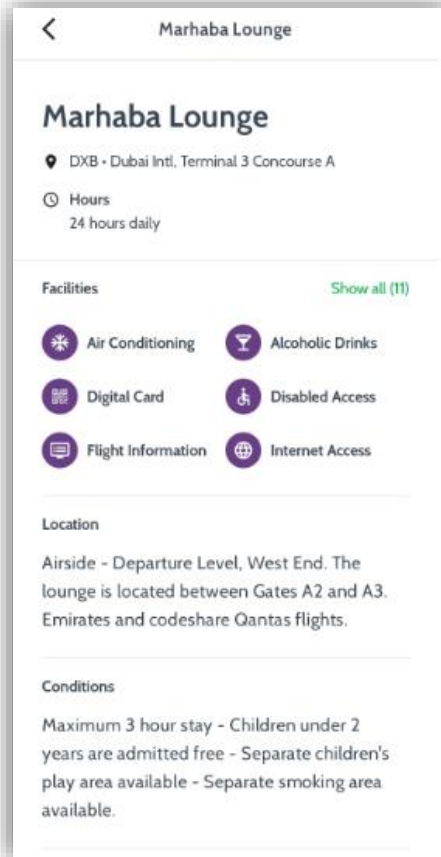 Marhaba Lounge
Marhaba Lounge
DXB • Dubai Intl, Terminal 3 Concourse A
Hours
24 hours daily
Facilities
Show all (11)
Air Conditioning
Alcoholic Drinks
Digital Card
Disabled Access
Flight Information
Internet Access
Location
Airside - Departure Level, West End. The
lounge is located between Gates A2 and A3.
Emirates and codeshare Qantas flights.
Conditions
Maximum 3 hour stay - Children under 2
years are admitted free - Separate children's
play area available - Separate smoking area
available.